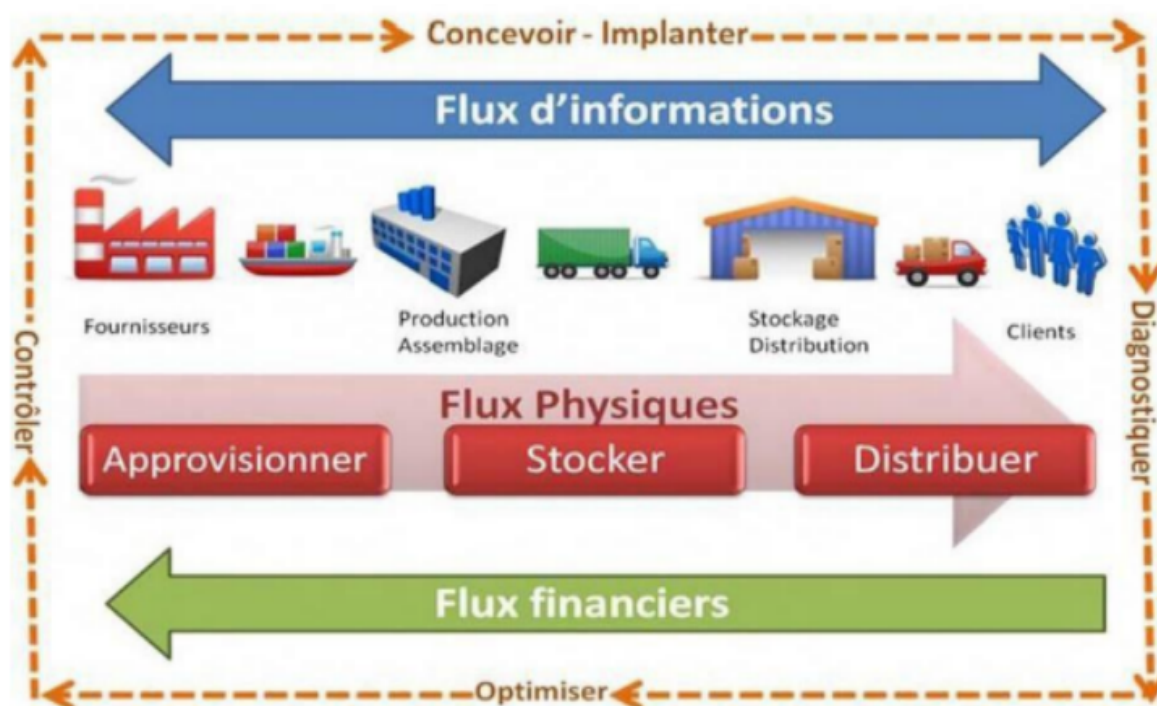 Concevoir - Implanter
Flux d'informations
Fournisseurs
Production
Assemblage
Stockage
Distribution
Clients
Contrôler
Diagnostiquer
Flux Physiques
Approvisionner
Stocker
Distribuer
Flux financiers
Optimiser